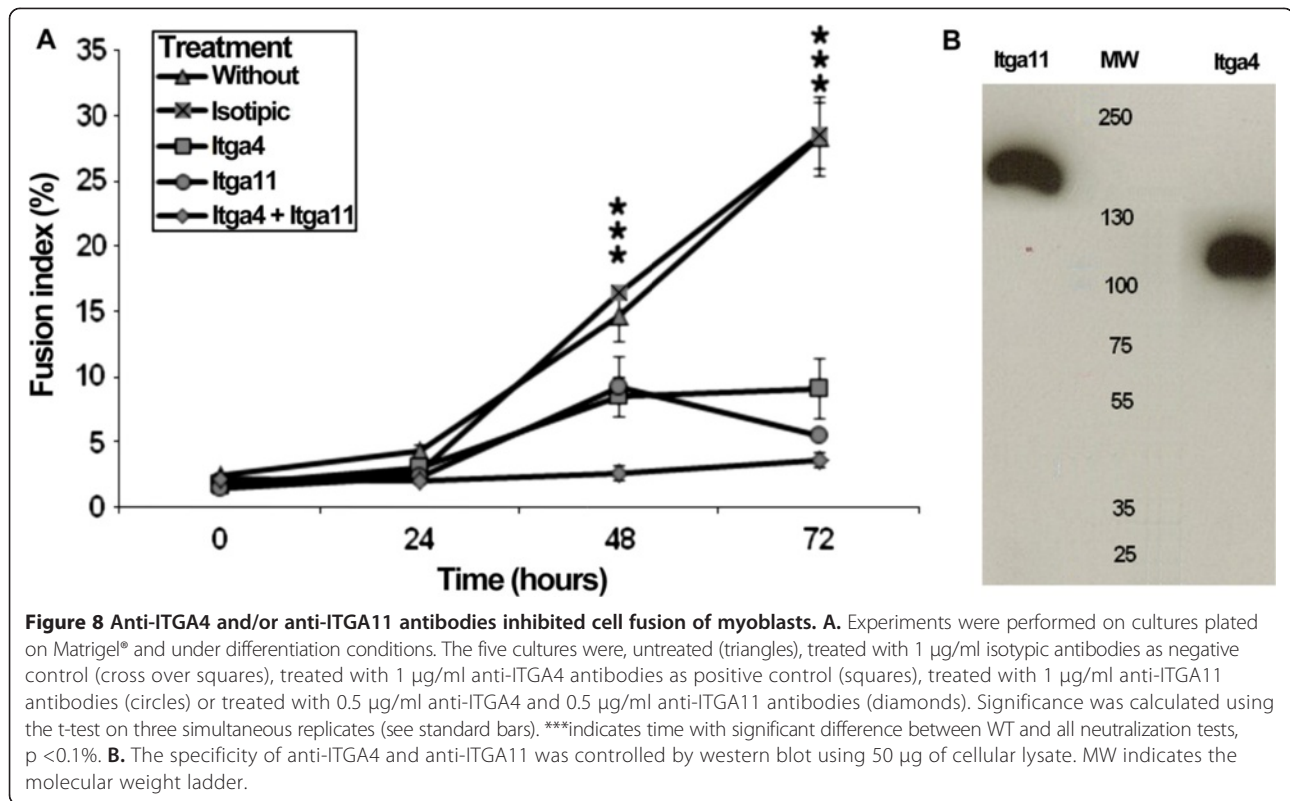 A
35
30
25
20
15
10
5
0
Fusion index (%)
Treatment
Without
Isotipic
Itga4
Itga11
Itga4 + Itga11
***
***
0 24 48 72
Time (hours)
B
Itga11 MW Itga4
250
130
100
75
55
35
25
Figure 8 Anti-ITGA4 and/or anti-ITGA11 antibodies inhibited cell fusion of myoblasts. A. Experiments were performed on cultures plated
on Matrigel® and under differentiation conditions. The five cultures were, untreated (triangles), treated with 1 μg/ml isotypic antibodies as negative
control (cross over squares), treated with 1 μg/ml anti-ITGA4 antibodies as positive control (squares), treated with 1 μg/ml anti-ITGA11
antibodies (circles) or treated with 0.5 μg/ml anti-ITGA4 and 0.5 μg/ml anti-ITGA11 antibodies (diamonds). Significance was calculated using
the t-test on three simultaneous replicates (see standard bars). ***indicates time with significant difference between WT and all neutralization tests,
p <0.1%. B. The specificity of anti-ITGA4 and anti-ITGA11 was controlled by western blot using 50 μg of cellular lysate. MW indicates the
molecular weight ladder.